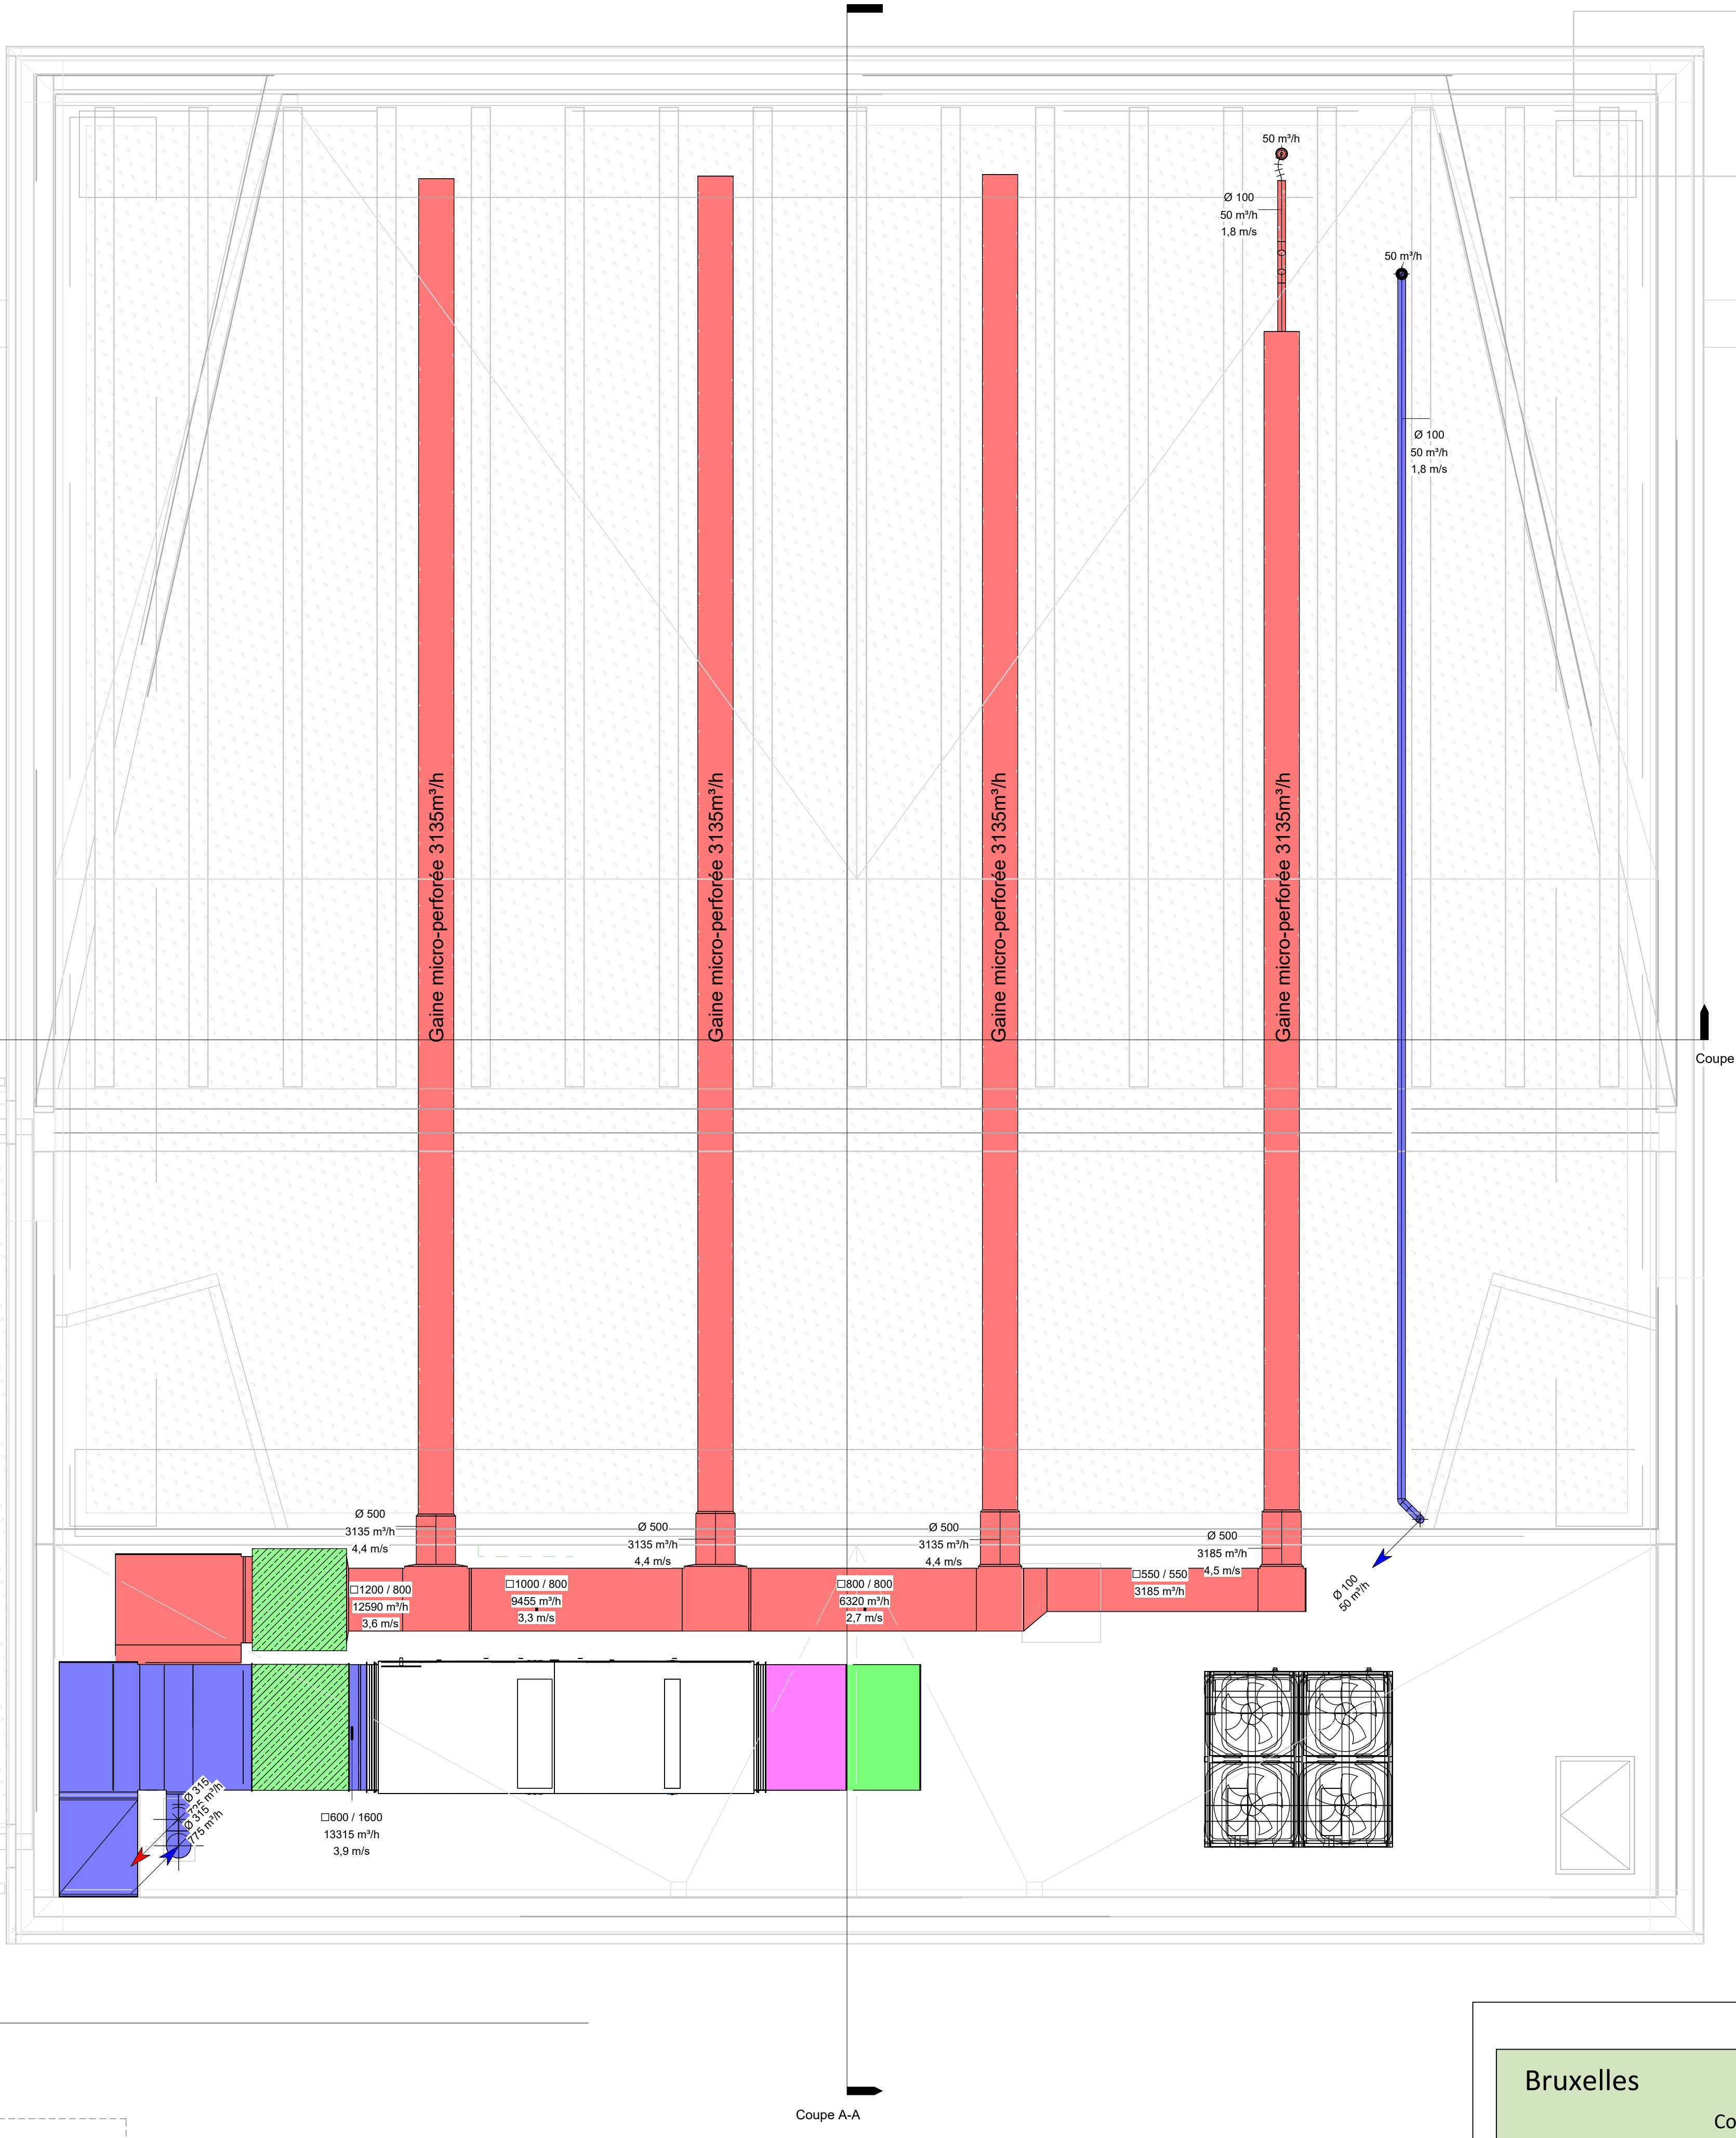 50 m³/h
Ø 100
50 m³/h
1,8 m/s
50 m³/h
Ø 100
50 m³/h
1,8 m/s
Gaine micro-perforée 3135m³/h
Gaine micro-perforée 3135m³/h
Gaine micro-perforée 3135m³/h
Gaine micro-perforée 3135m³/h
Coupe
Ø 500
3135 m³/h
4,4 m/s
Ø 500
3135 m³/h
4,4 m/s
Ø 500
3135 m³/h
4,4 m/s
Ø 500
3185 m³/h
4,5 m/s
□1200 / 800
12590 m³/h
3,6 m/s
□1000 / 800
9455 m³/h
3,3 m/s
□800 / 800
6320 m³/h
2,7 m/s
□550 / 550
3185 m³/h
Ø 100
50 m³/h
Ø 315
725 m³/h
Ø 315
775 m³/h
□600 / 1600
13315 m³/h
3,9 m/s
Coupe A-A
Bruxelles
Co